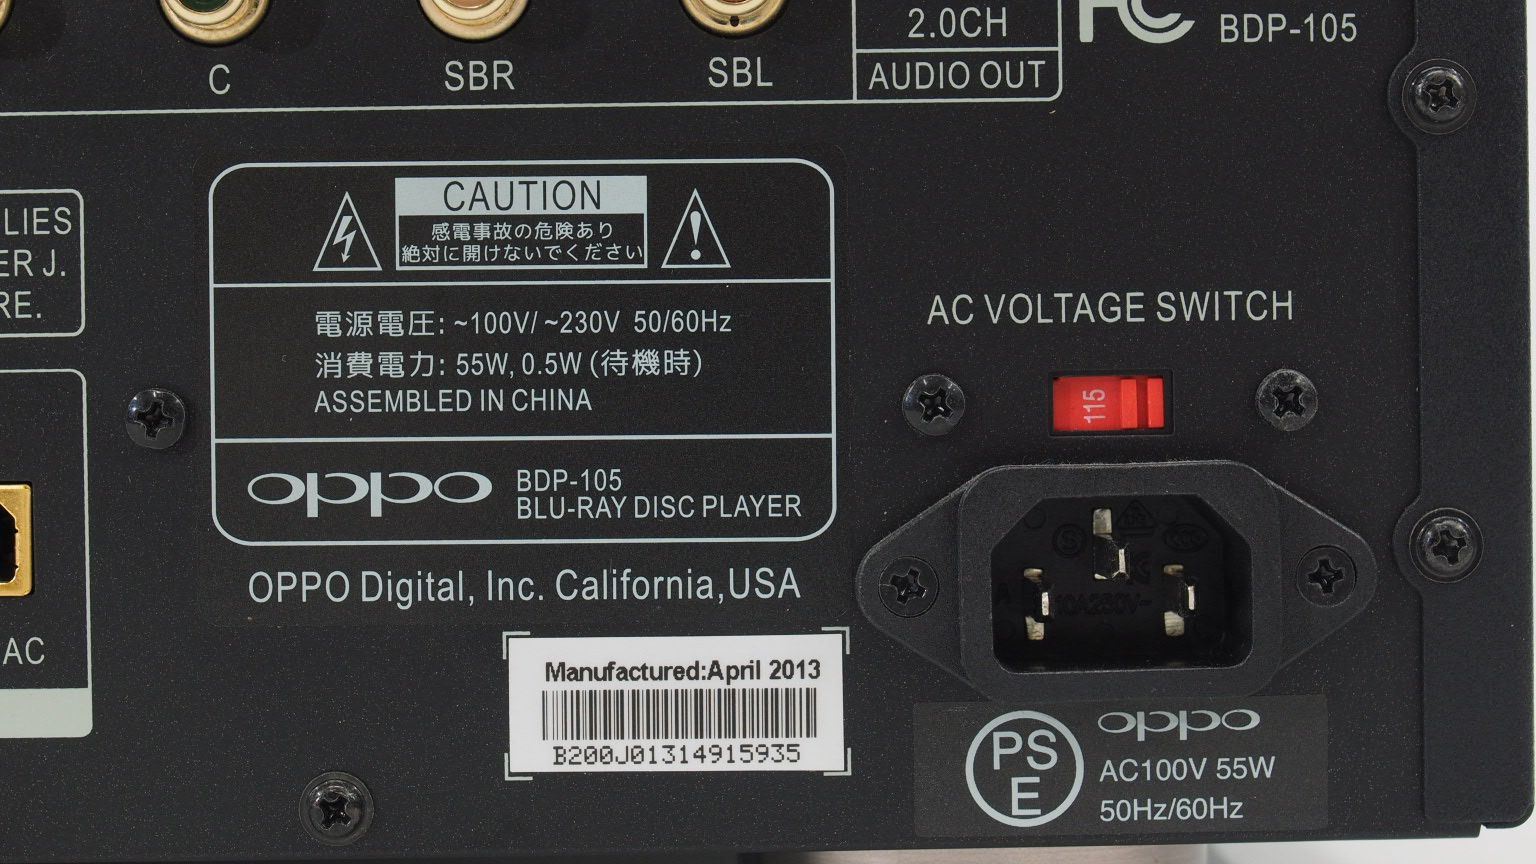 C
SBR
SBL
2.0CH
AUDIO OUT
FC
BDP-105
LIES
ER J.
RE.
AC
CAUTION
感電事故の危険あり
絶対に開けないでください
電源電圧: ~100V/ ~230V 50/60Hz
消費電力: 55W, 0.5W (待機時)
ASSEMBLED IN CHINA
oppo
BDP-105
BLU-RAY DISC PLAYER
OPPO Digital, Inc. California,USA
Manufactured:April 2013
B200J01314915935
AC VOLTAGE SWITCH
115
10A250V~
PS
E
oppo
AC100V 55W
50Hz/60Hz